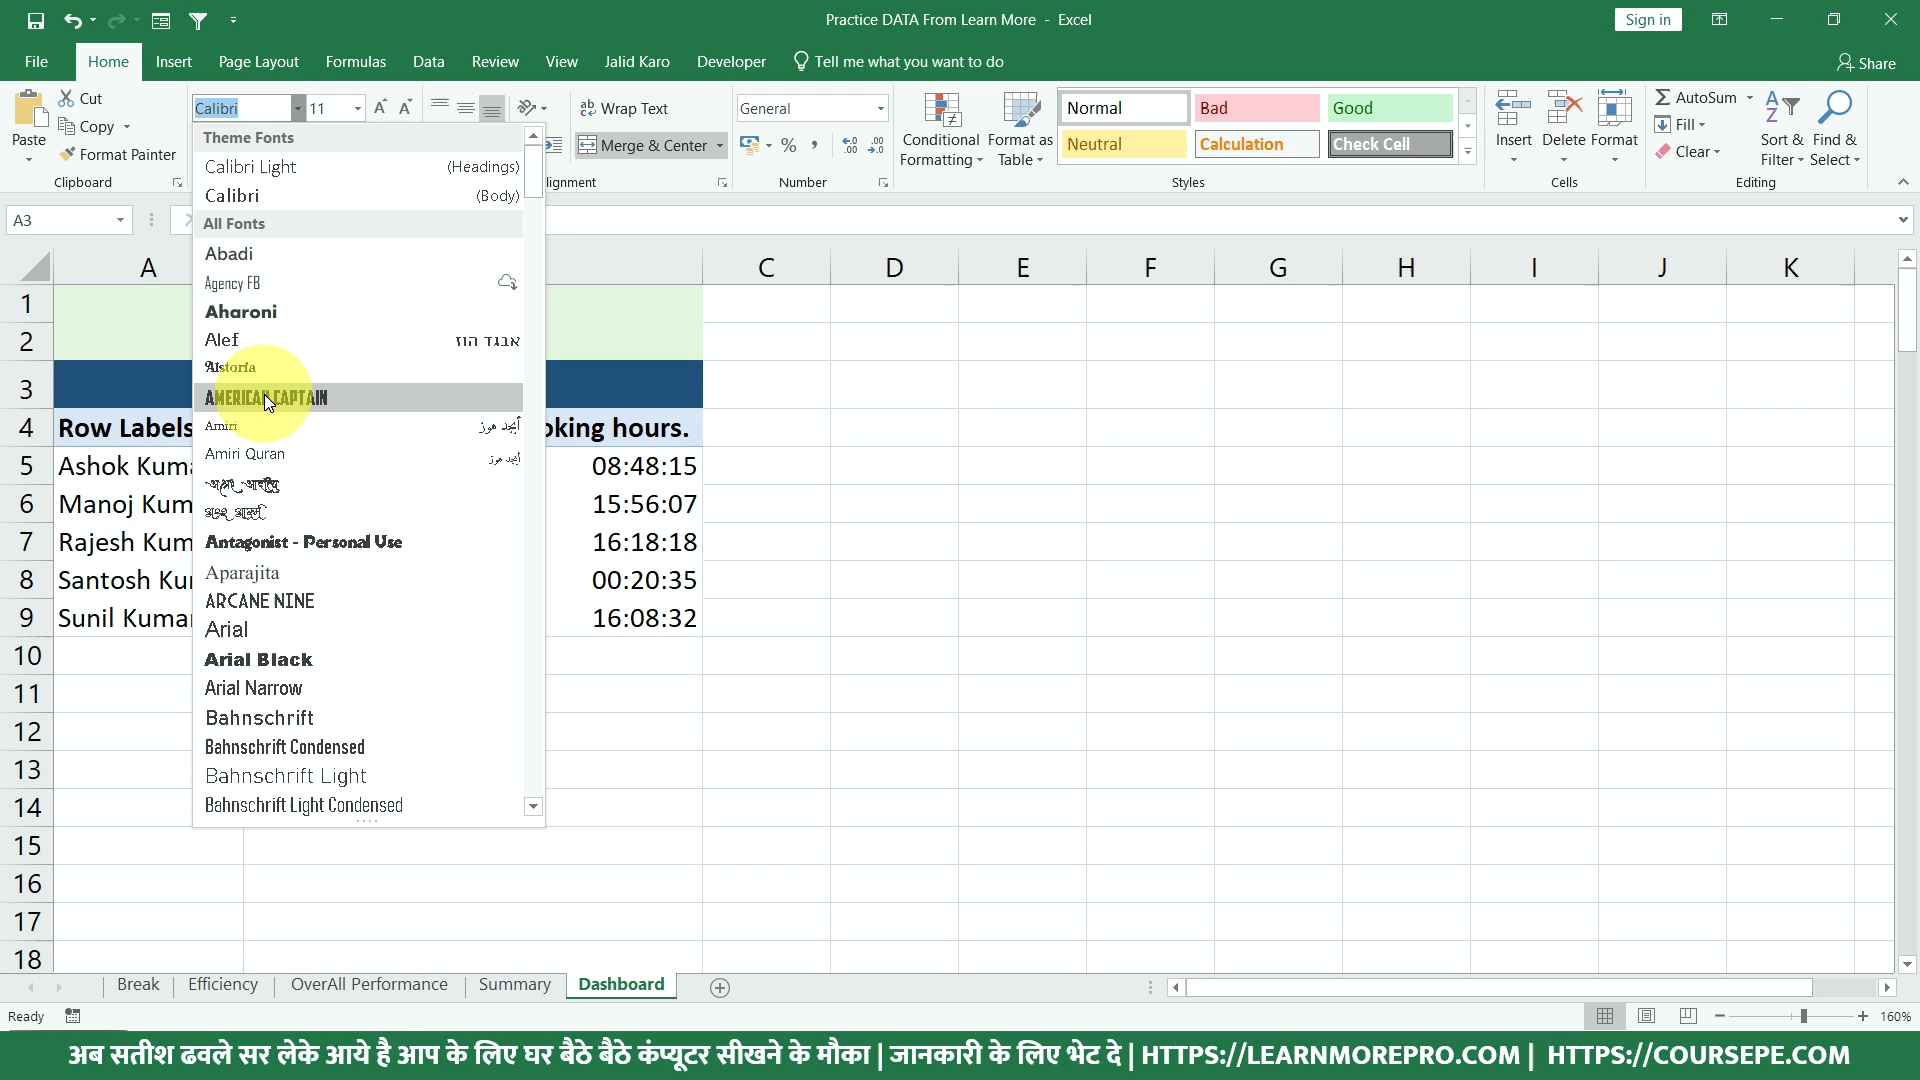 Practice DATA From Learn More - Excel
Sign in
File Home Insert Page Layout Formulas Data Review View Jalid Karo Developer Tell me what you want to do Share
Paste
Cut
Copy
Format Painter
Clipboard
Calibri 11
Wrap Text
Merge & Center
lignment
General
Number
Conditional Formatting
Format as Table
Normal Bad Good
Neutral Calculation Check Cell
Styles
Insert Delete Format
Cells
AutoSum
Fill
Clear
Sort & Filter
Find & Select
Editing
A3
Theme Fonts
Calibri Light (Headings)
Calibri (Body)
All Fonts
Abadi
Agency FB
Aharoni
Alef אבגד הוז
Alstoria
AMERICAN CAPTAIN
Amiri أبجد هوز
Amiri Quran أبجد هوز
Antagonist - Personal Use
Aparajita
ARCANE NINE
Arial
Arial Black
Arial Narrow
Bahnschrift
Bahnschrift Condensed
Bahnschrift Light
Bahnschrift Light Condensed
A C D E F G H I J K
1
2
3
4 Row Labels oking hours.
5 Ashok Kuma 08:48:15
6 Manoj Kum 15:56:07
7 Rajesh Kum 16:18:18
8 Santosh Kur 00:20:35
9 Sunil Kumar 16:08:32
10
11
12
13
14
15
16
17
18
Break Efficiency OverAll Performance Summary Dashboard
Ready 160%
अब सतीश ढवले सर लेके आये है आप के लिए घर बैठे बैठे कंप्यूटर सीखने के मौका | जानकारी के लिए भेट दे | HTTPS://LEARNMOREPRO.COM | HTTPS://COURSEPE.COM